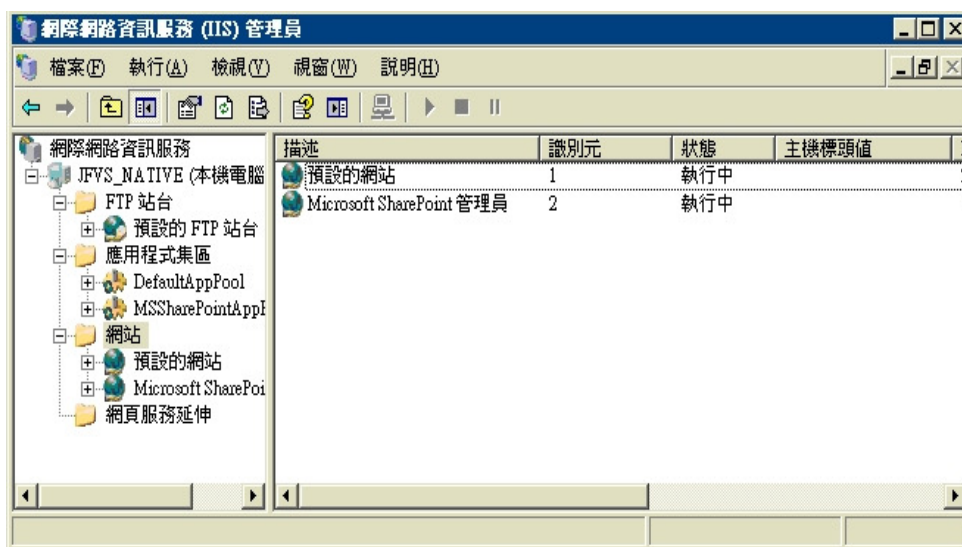 網際網路資訊服務 (IIS) 管理員
檔案(F) 執行(A) 檢視(V) 視窗(W) 說明(H)
網際網路資訊服務
JFVS_NATIVE (本機電腦
FTP 站台
預設的 FTP 站台
應用程式集區
DefaultAppPool
MSSharePointAppP
網站
預設的網站
Microsoft SharePoi
網頁服務延伸
描述 識別元 狀態 主機標頭值
預設的網站 1 執行中
Microsoft SharePoint 管理員 2 執行中